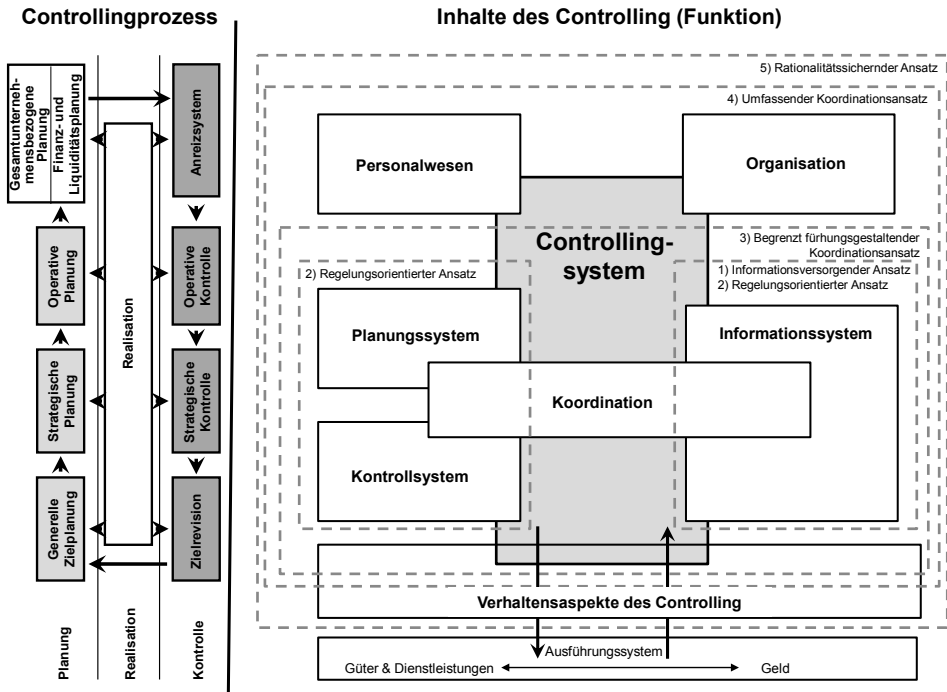 Controllingprozess
Gesamtunterneh-
mensbezogene
Planung
Finanz- und
Liquiditätsplanung
Operative
Planung
Strategische
Planung
Generelle
Zielplanung
Planung
Realisation
Realisation
Anreizsystem
Operative
Kontrolle
Strategische
Kontrolle
Zielrevision
Kontrolle
Inhalte des Controlling (Funktion)
5) Rationalitätssichernder Ansatz
4) Umfassender Koordinationsansatz
Personalwesen
Organisation
Controlling-
system
3) Begrenzt fürhungsgestaltender
Koordinationsansatz
2) Regelungsorientierter Ansatz
1) Informationsversorgender Ansatz
2) Regelungsorientierter Ansatz
Planungssystem
Informationssystem
Koordination
Kontrollsystem
Verhaltensaspekte des Controlling
Ausführungssystem
Güter & Dienstleistungen
Geld